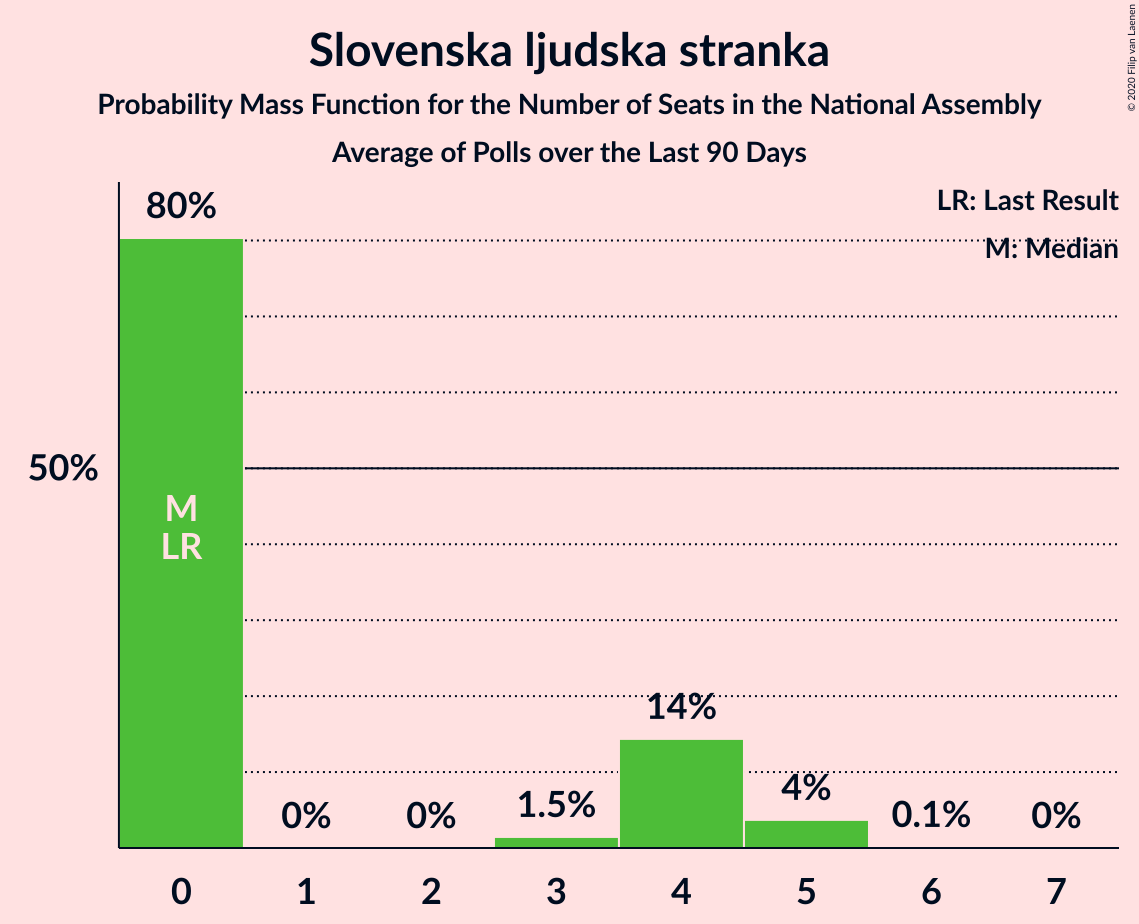 Slovenska ljudska stranka
Probability Mass Function for the Number of Seats in the National Assembly
Average of Polls over the Last 90 Days
© 2020 Filip van Laenen
LR: Last Result
M: Median
80%
50%
M
LR
0%
0%
1.5%
14%
4%
0.1%
0%
0
1
2
3
4
5
6
7